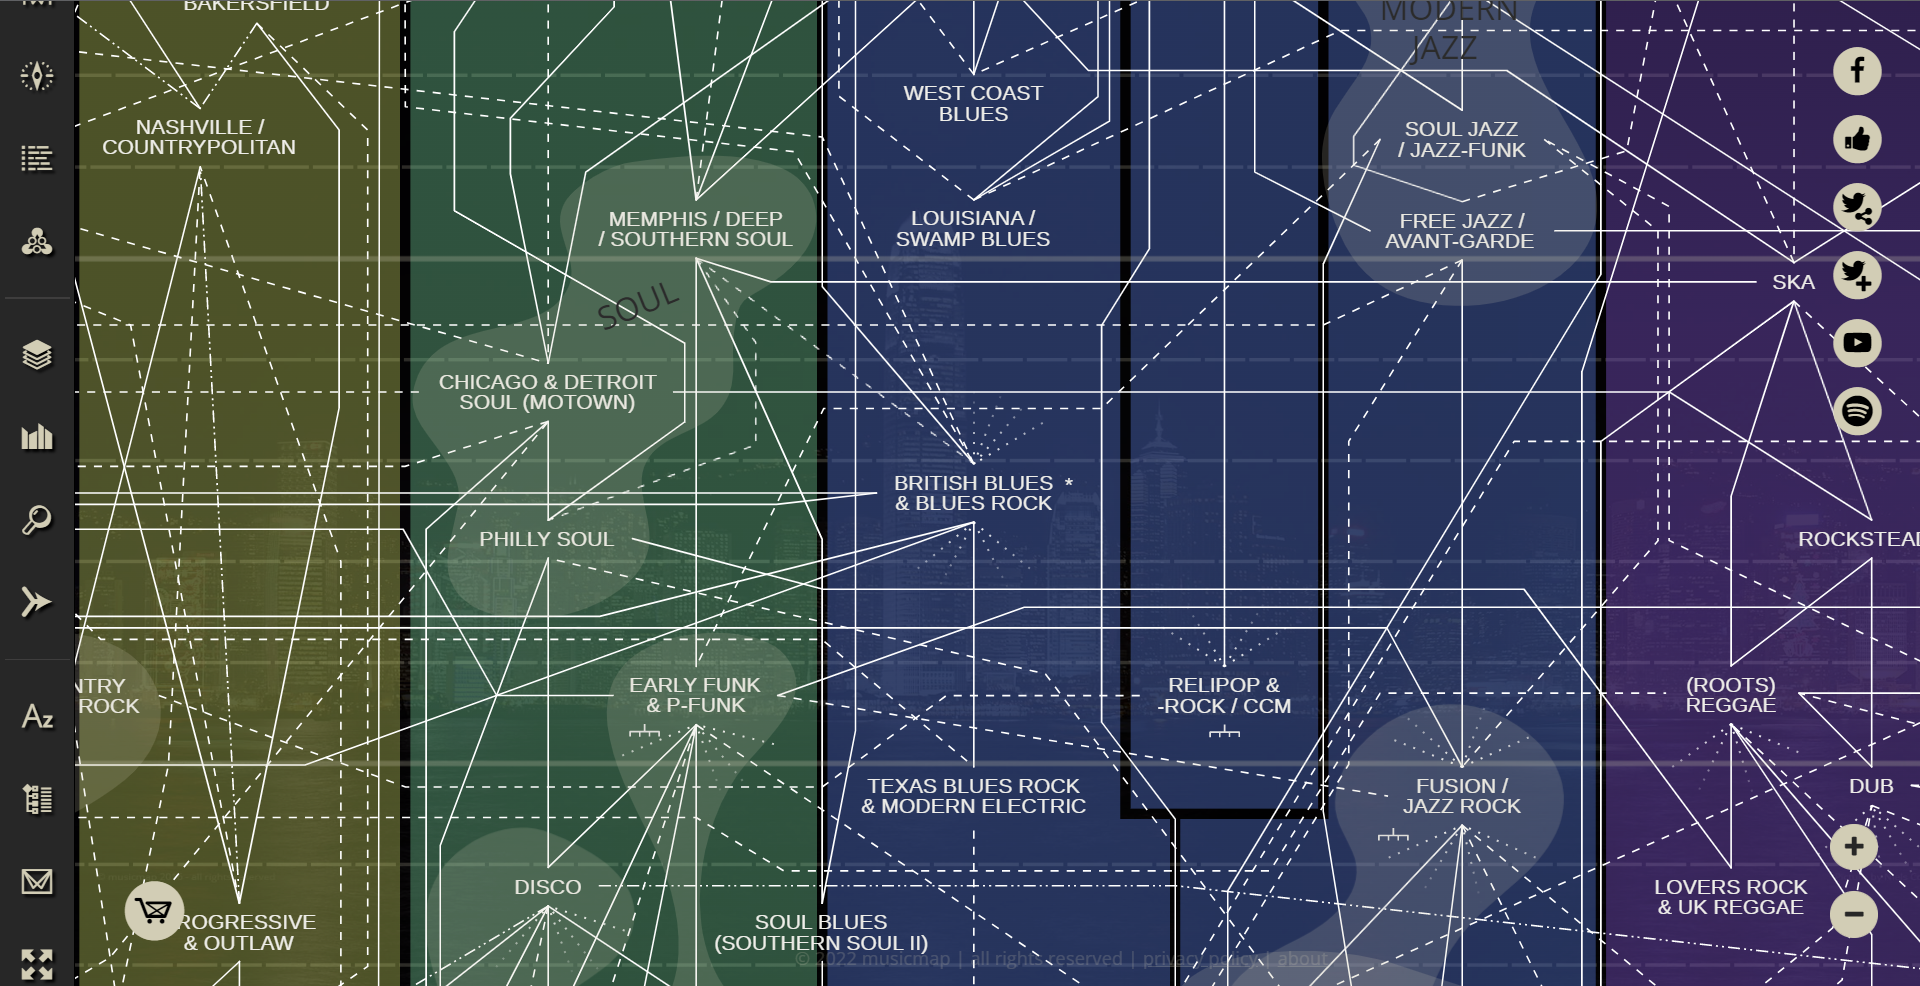 BAKERSFIELD
MODERN
JAZZ
WEST COAST
BLUES
NASHVILLE /
COUNTRYPOLITAN
SOUL JAZZ
/ JAZZ-FUNK
MEMPHIS / DEEP
/ SOUTHERN SOUL
LOUISIANA /
SWAMP BLUES
FREE JAZZ /
AVANT-GARDE
SKA
SOUL
CHICAGO & DETROIT
SOUL (MOTOWN)
BRITISH BLUES *
& BLUES ROCK
PHILLY SOUL
ROCKSTEAD
NTRY
ROCK
EARLY FUNK
& P-FUNK
RELIPOP &
-ROCK / CCM
(ROOTS)
REGGAE
Az
TEXAS BLUES ROCK
& MODERN ELECTRIC
FUSION /
JAZZ ROCK
DUB
DISCO
LOVERS ROCK
& UK REGGAE
ROGRESSIVE
& OUTLAW
SOUL BLUES
(SOUTHERN SOUL II)
© 2022 musicmap | all rights reserved | privacy policy | about